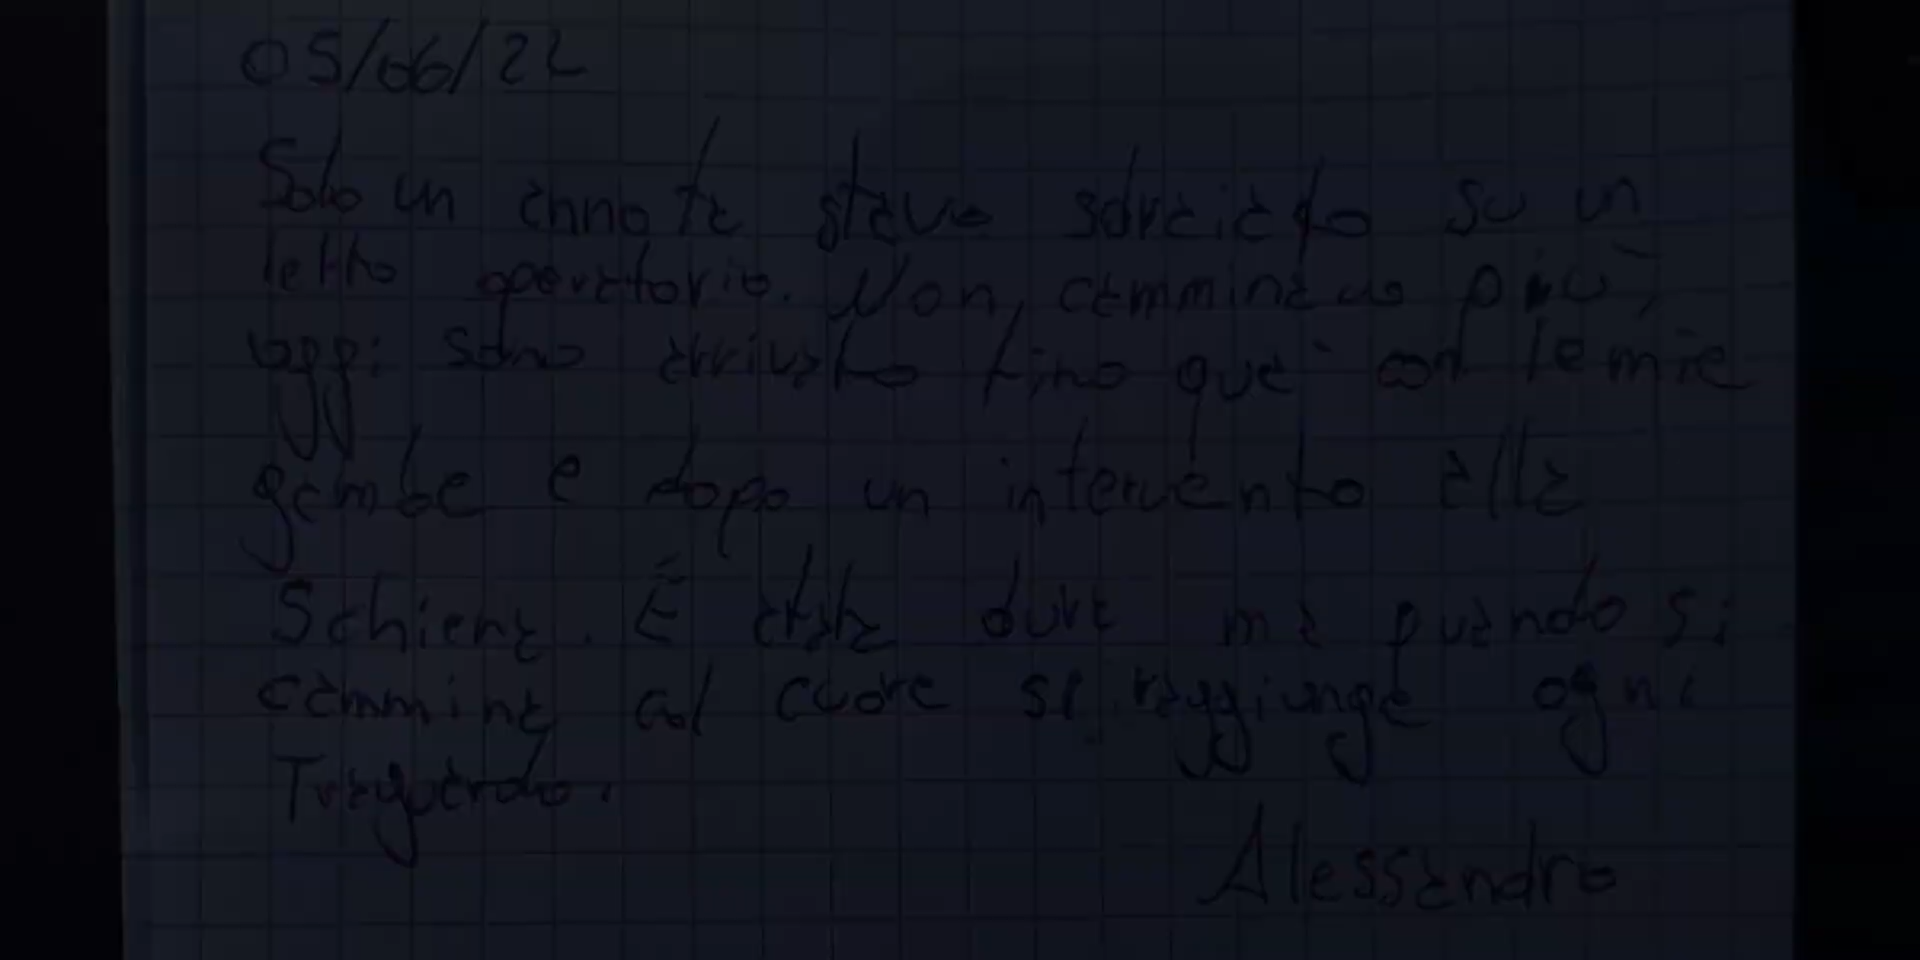 05/06/22
Solo un anno fa stavo sdraiato su un
letto operatorio. Non camminavo più,
oggi sono arrivato fino qua con le mie
gambe e dopo un intervento alla
Schiena. È stata dura ma quando si
cammina col cuore si raggiunge ogni
Traguardo.
Alessandro